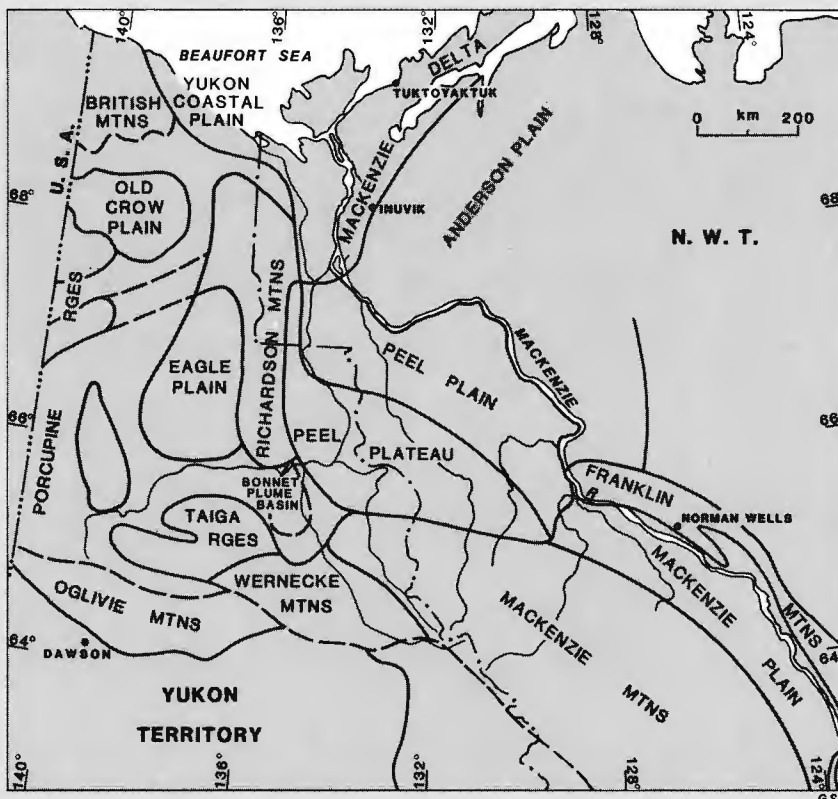 140°
136°
132°
128°
124°
BEAUFORT SEA
DELTA
TUKTOYAKTUK
YUKON
COASTAL
PLAIN
BRITISH
MTNS
km
0 200
U. S. A.
MACKENZIE
ANDERSON PLAIN
68°
68°
OLD
CROW
PLAIN
INUVIK
N. W. T.
RGES
RICHARDSON MTNS
MACKENZIE
R
PEEL PLAIN
EAGLE
PLAIN
66°
66°
PORCUPINE
PEEL
PLATEAU
BONNET
PLUME
BASIN
FRANKLIN
MTNS
NORMAN WELLS
TAIGA
RGES
WERNECKE
MTNS
MACKENZIE
PLAIN
OGLIVIE MTNS
MACKENZIE
MTNS
64°
64
DAWSON
YUKON
TERRITORY
140°
136°
132°
128°
124°